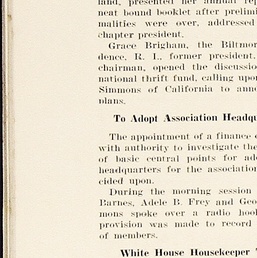 land, presented her annual rep
neat bound booklet after prelimi
malities were over, addressed
chapter president.
Grace Brigham, the Biltmor
dence, R. I., former president,
chairman, opened the discussio
national thrift fund, calling upo
Simmons of California to anno
plans.
To Adopt Association Headqu
The appointment of a finance c
with authority to investigate the
of basic central points for ado
headquarters for the association
cided upon.
During the morning session
Barnes, Adele B. Frey and Geo
mons spoke over a radio hook
provision was made to record
of members.
White House Housekeeper